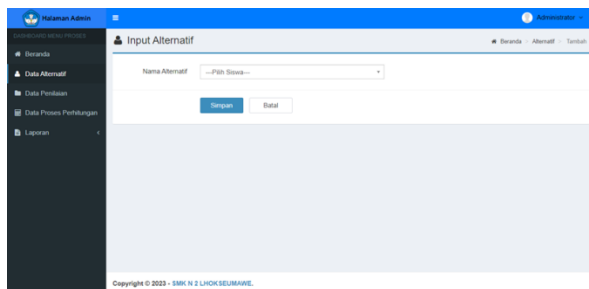 Halaman Admin
Administrator
DASHBOARD MENU PROSES
Beranda
Data Alternatif
Data Penilaian
Data Proses Perhitungan
Laporan
Input Alternatif
Beranda > Alternatif > Tambah
Nama Alternatif
---Pilih Siswa---
Simpan
Batal
Copyright © 2023 - SMK N 2 LHOKSEUMAWE.